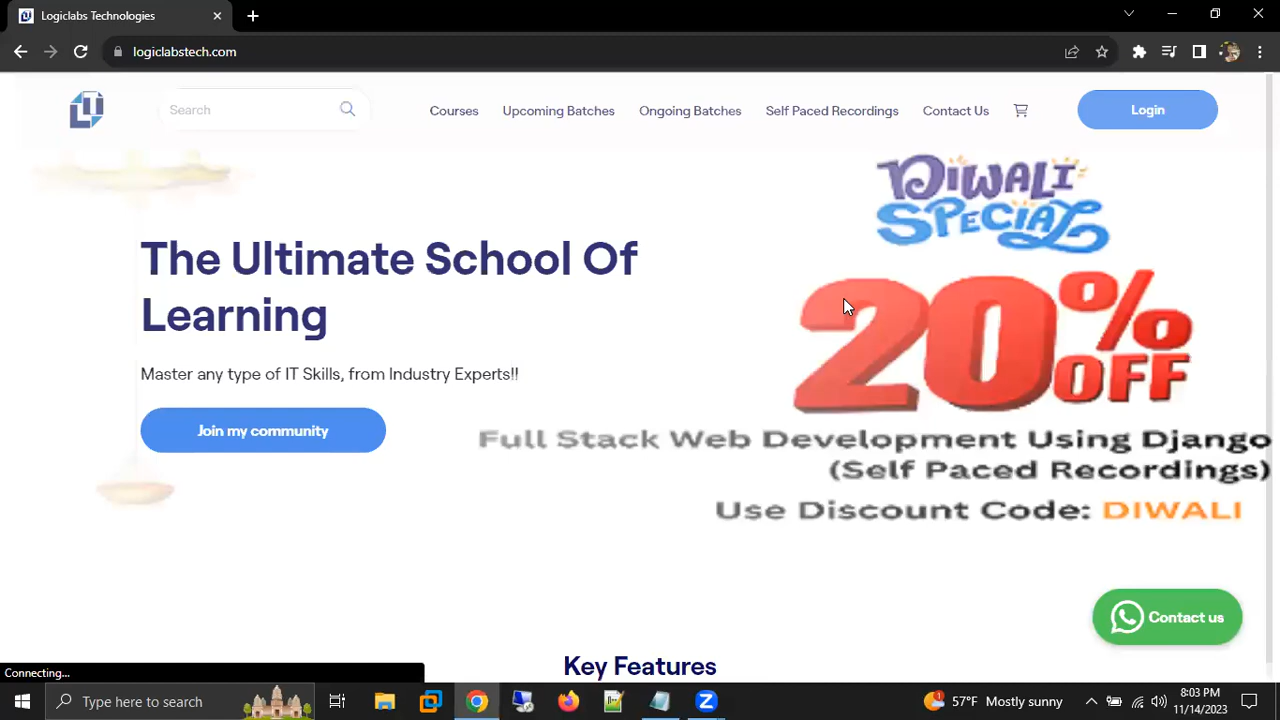 Logiclabs Technologies
logiclabstech.com
Search
Courses
Upcoming Batches
Ongoing Batches
Self Paced Recordings
Contact Us
Login
DIWALI
SPECIAL
The Ultimate School Of
Learning
20% OFF
Master any type of IT Skills, from Industry Experts!!
Join my community
Full Stack Web Development Using Django
(Self Paced Recordings)
Use Discount Code: DIWALI
Contact us
Key Features
Connecting...
Type here to search
1
57°F Mostly sunny
8:03 PM
11/14/2023